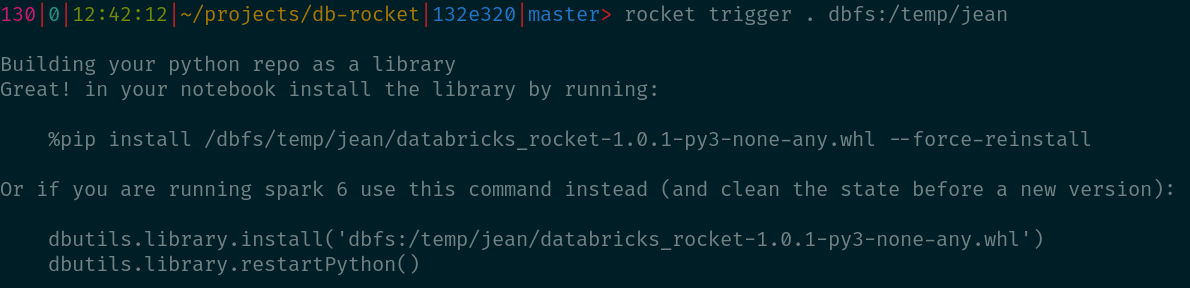 130|0|12:42:12|~/projects/db-rocket|132e320|master> rocket trigger . dbfs:/temp/jean
Building your python repo as a library
Great! in your notebook install the library by running:
%pip install /dbfs/temp/jean/databricks_rocket-1.0.1-py3-none-any.whl --force-reinstall
Or if you are running spark 6 use this command instead (and clean the state before a new version):
dbutils.library.install('dbfs:/temp/jean/databricks_rocket-1.0.1-py3-none-any.whl')
dbutils.library.restartPython()